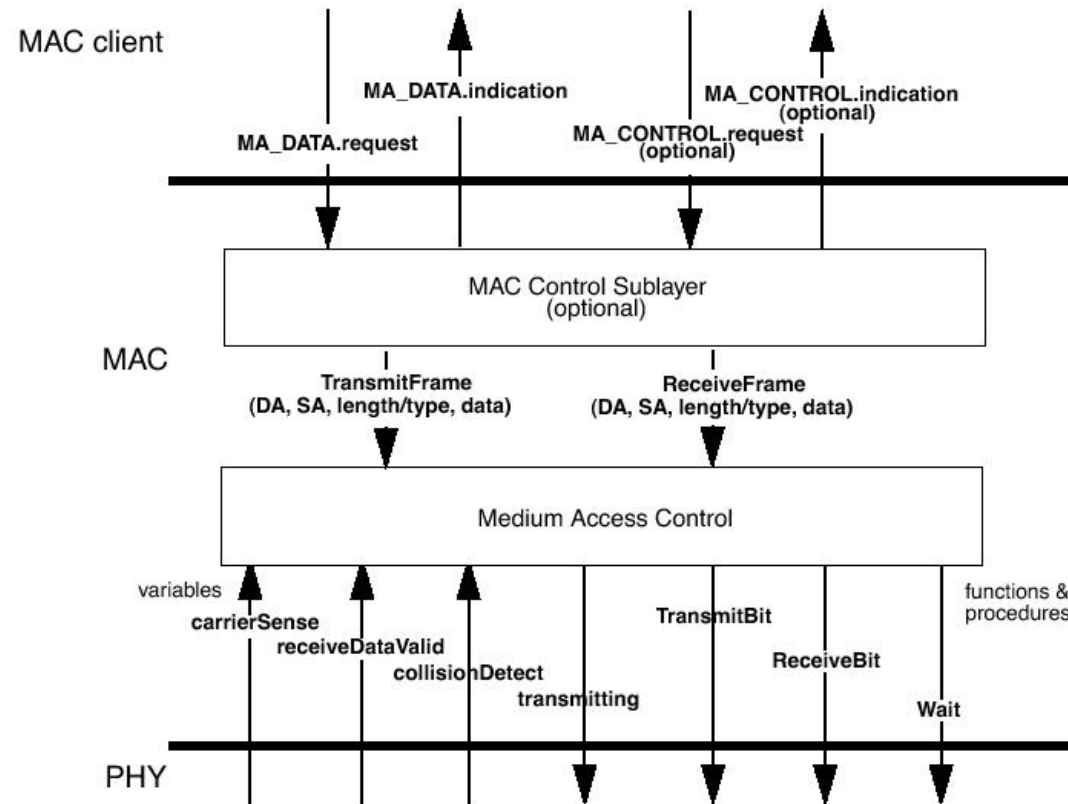 MAC client
MA_DATA.indication
MA_CONTROL.indication
(optional)
MA_DATA.request
MA_CONTROL.request
(optional)
MAC Control Sublayer
(optional)
MAC
TransmitFrame
(DA, SA, length/type, data)
ReceiveFrame
(DA, SA, length/type, data)
Medium Access Control
variables
functions &
procedures
carrierSense
receiveDataValid
collisionDetect
transmitting
TransmitBit
ReceiveBit
Wait
PHY